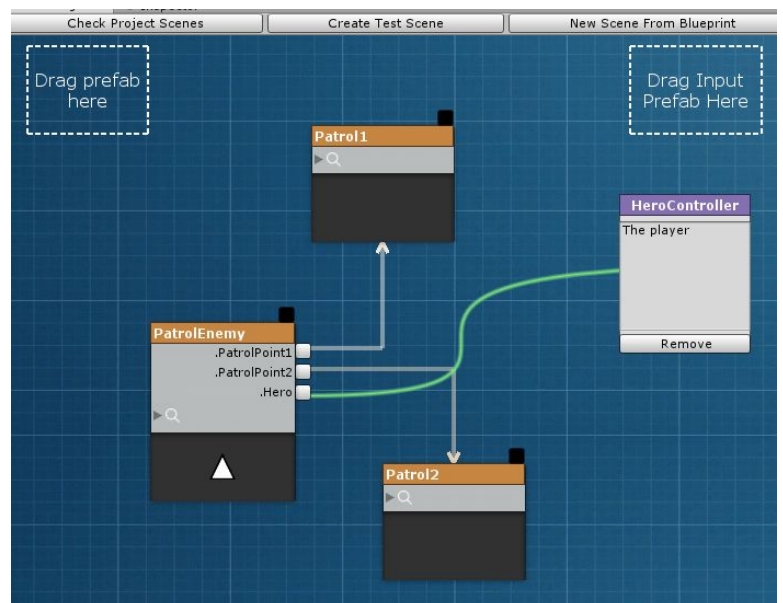 Check Project Scenes
Create Test Scene
New Scene From Blueprint
Drag prefab
here
Drag Input
Prefab Here
Patrol1
HeroController
The player
Remove
PatrolEnemy
.PatrolPoint1
.PatrolPoint2
.Hero
Patrol2